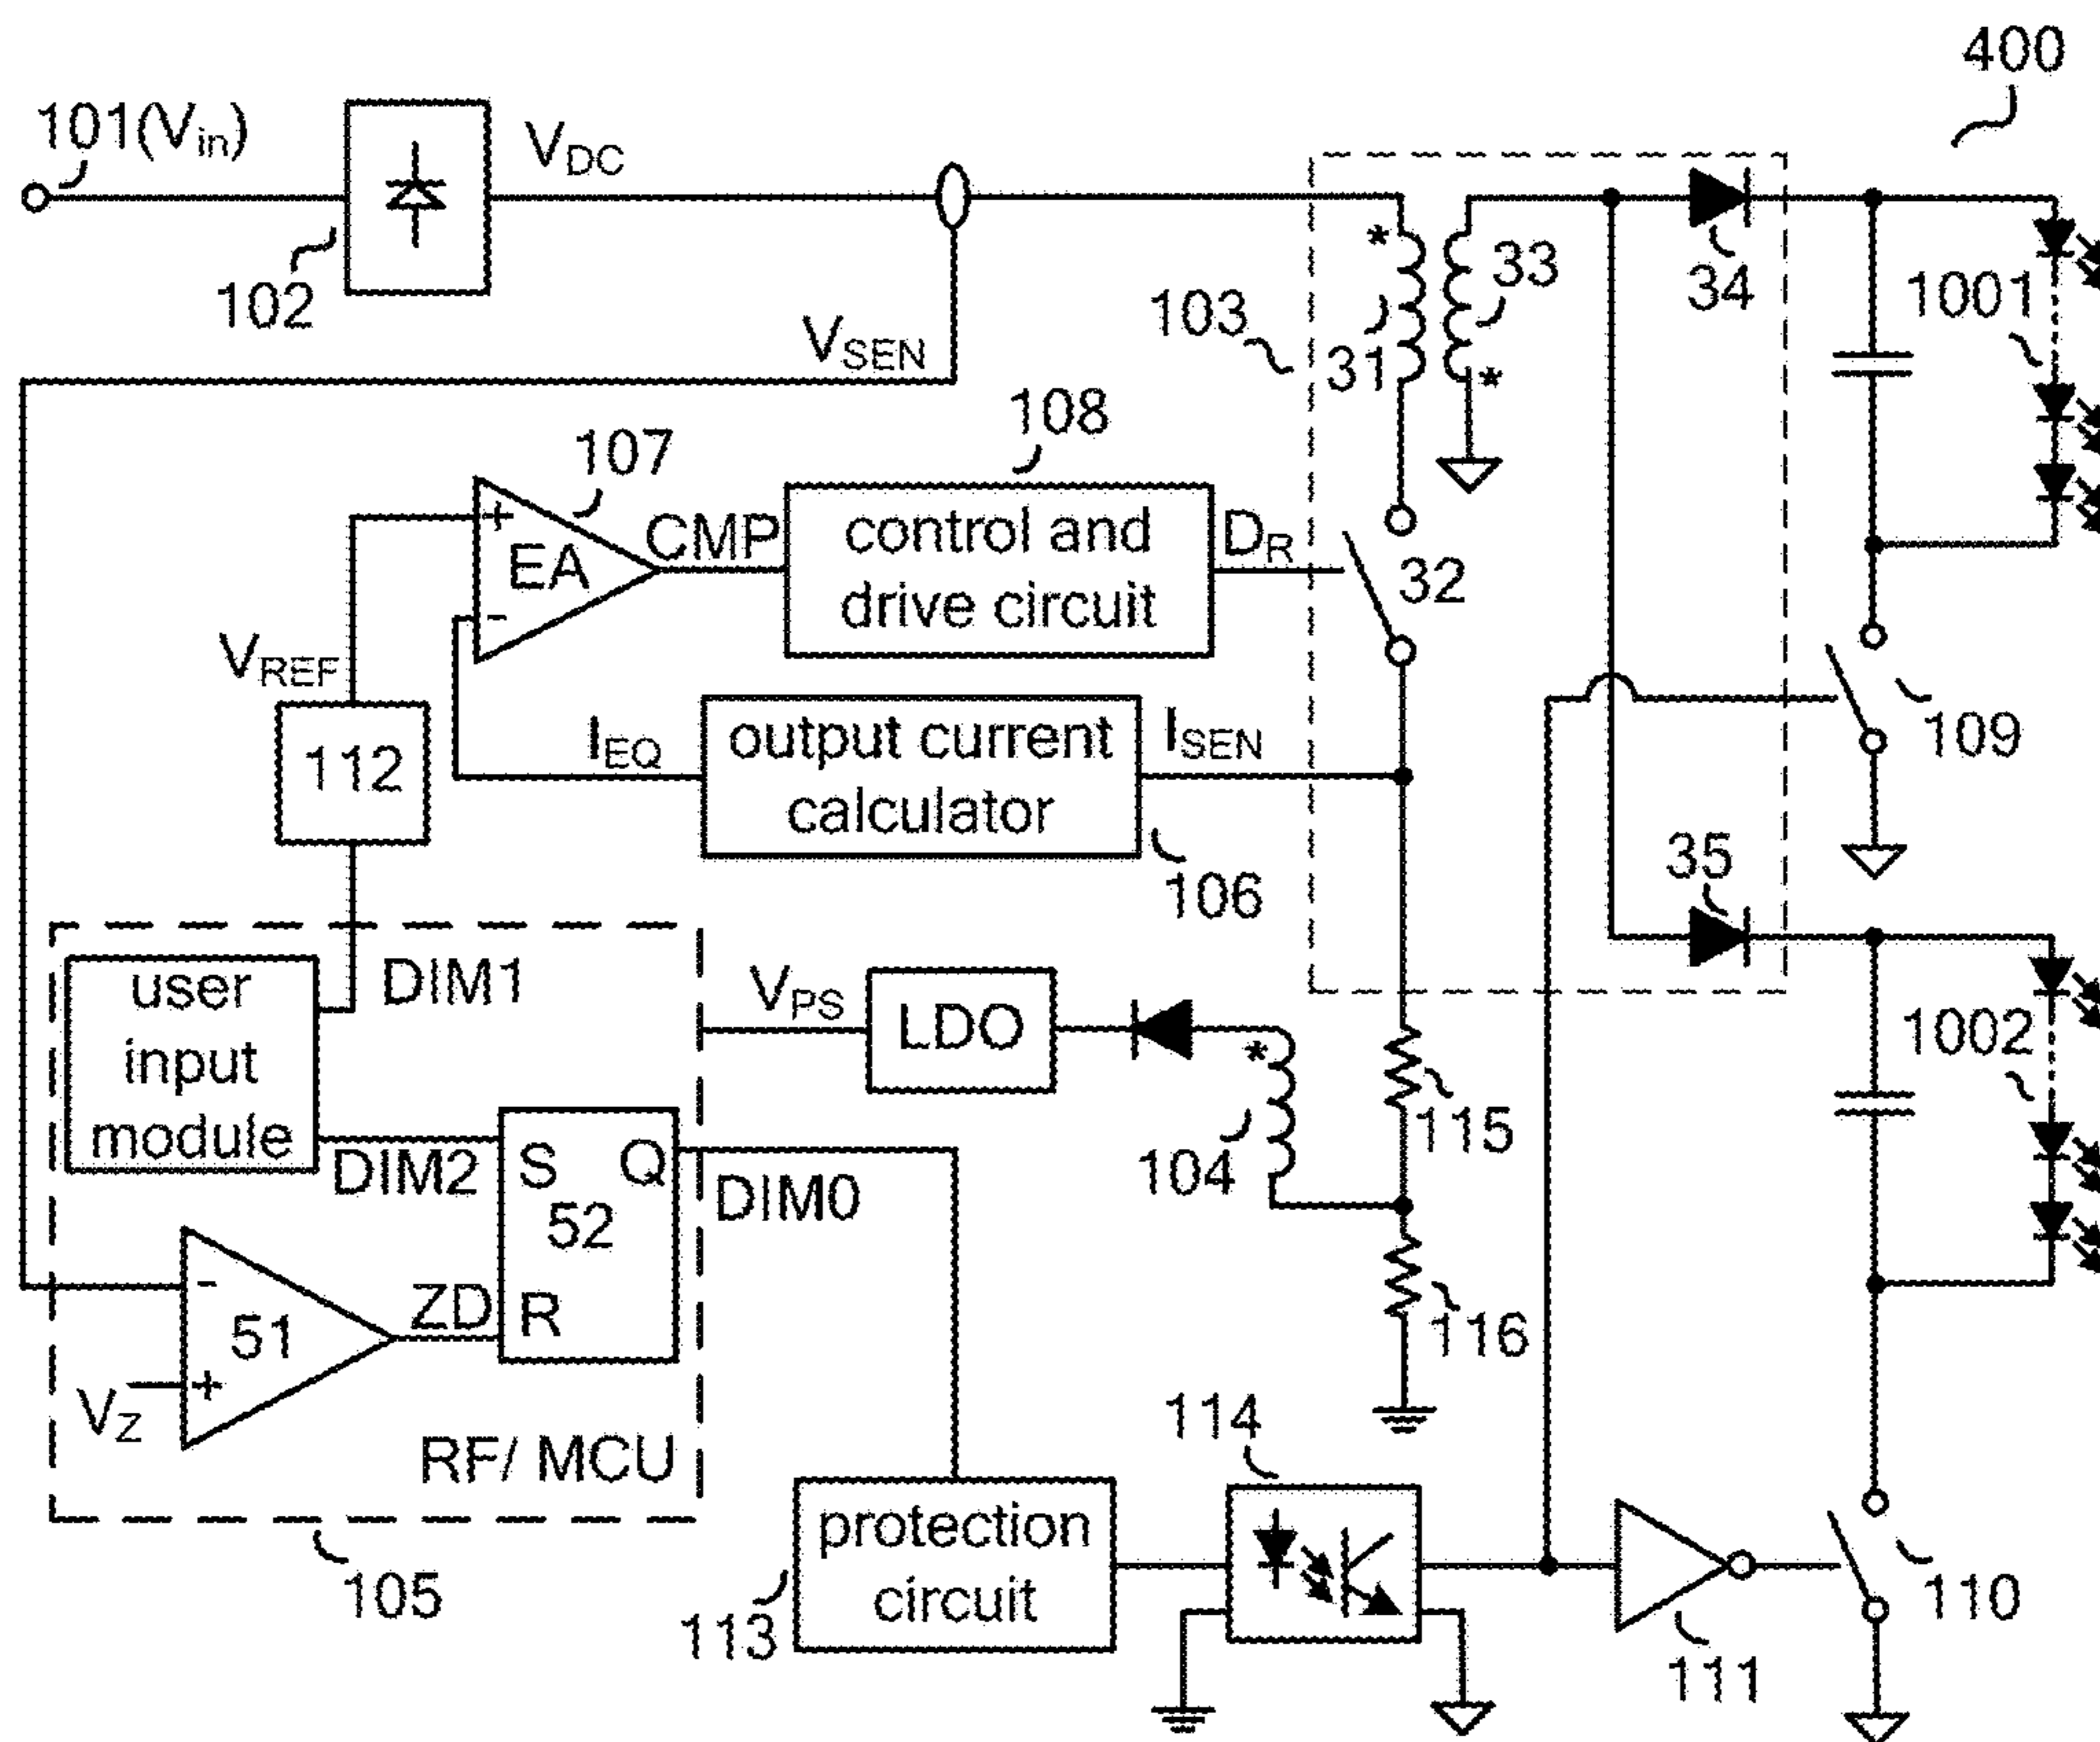 400
101(Vin)
VDC
102
VSEN
103
31
*
33
*
34
1001
107
108
+
EA
-
CMP
control and
drive circuit
DR
32
VREF
112
IEQ
output current
calculator
ISEN
106
109
35
user
input
module
DIM1
VPS
LDO
*
104
115
1002
DIM2
S
Q
52
R
DIM0
-
51
+
ZD
VZ
RF/ MCU
105
116
114
protection
circuit
113
111
110